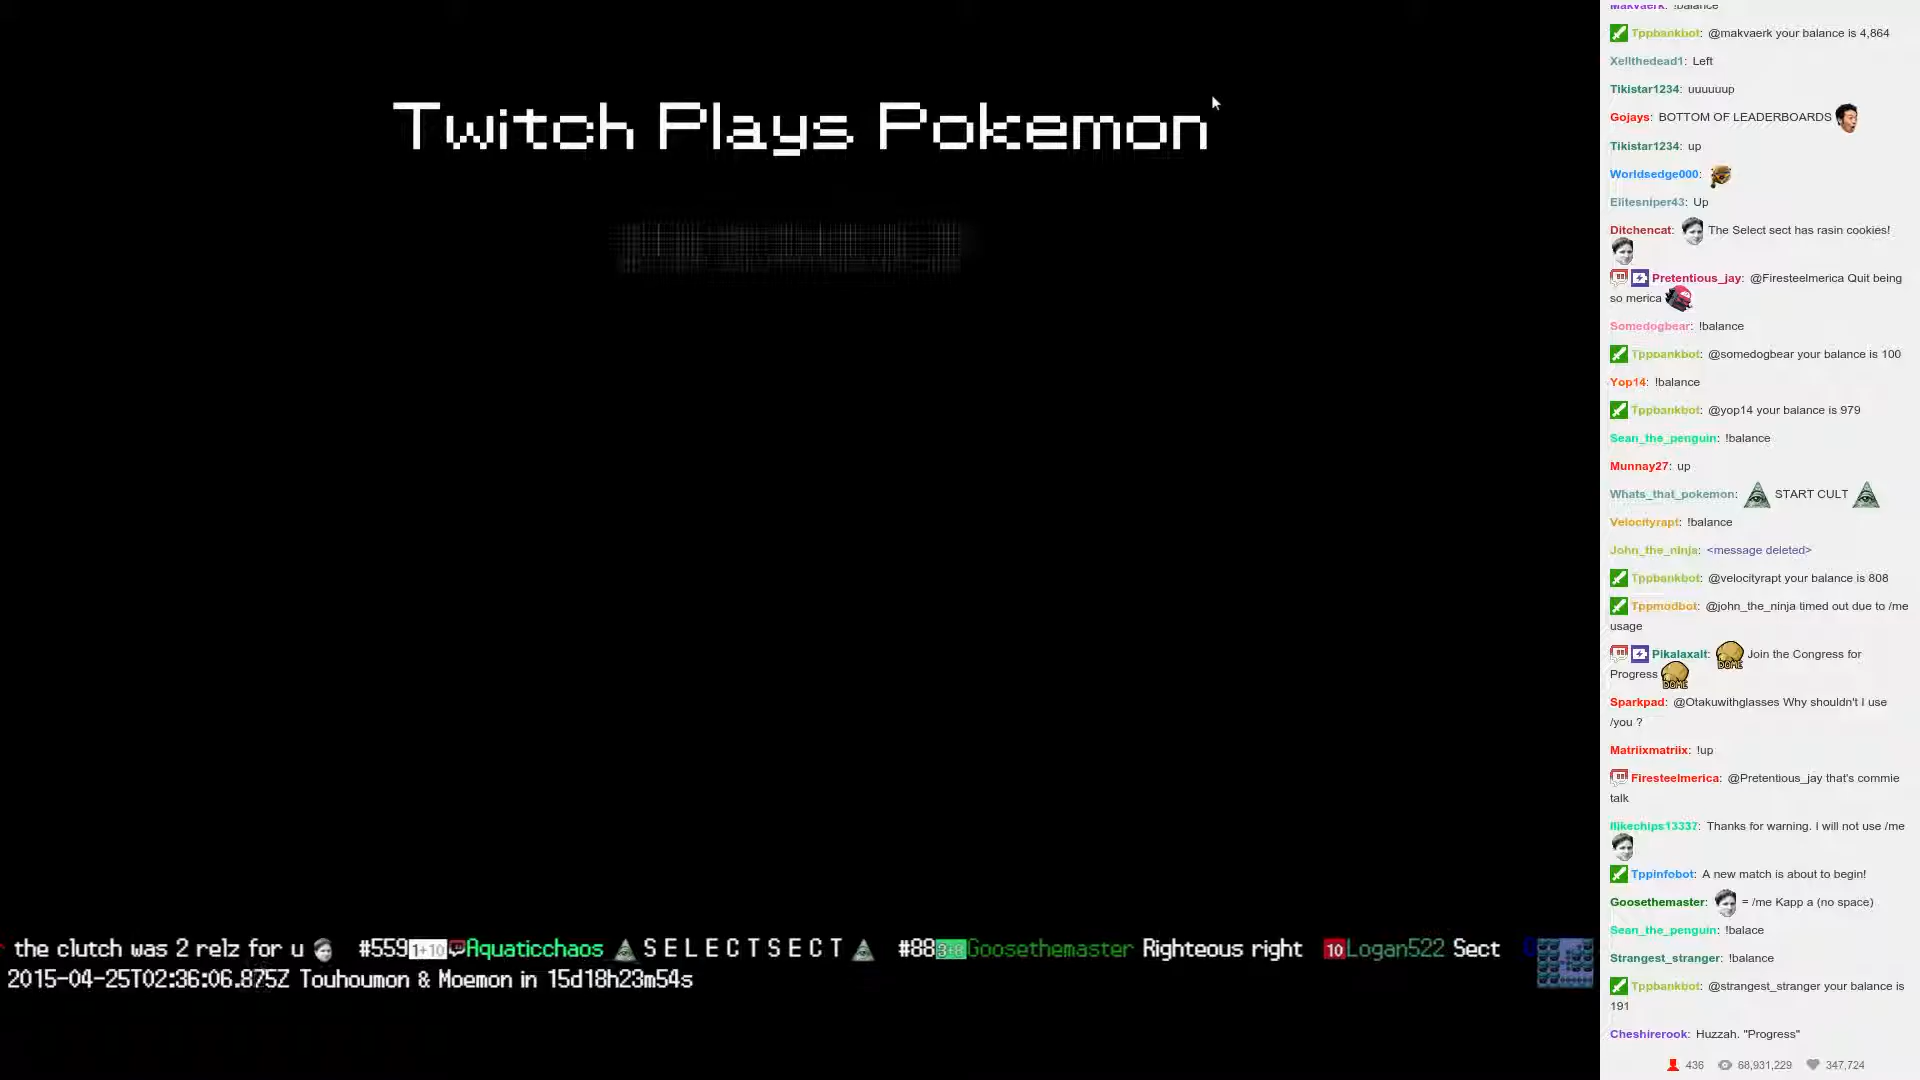 Twitch Plays Pokemon
the clutch was 2 relz for u #559 1+10 Aquaticchaos S E L E C T S E C T #88 3+8 Goosethemaster Righteous right 10 Logan522 Sect
2015-04-25T02:36:06.875Z Touhoumon & Moemon in 15d18h23m54s
Makvaerk: !balance
Tppbankbot: @makvaerk your balance is 4,864
Xellthedead1: Left
Tikistar1234: uuuuuup
Gojays: BOTTOM OF LEADERBOARDS
Tikistar1234: up
Worldsedge000:
Elitesniper43: Up
Ditchencat: The Select sect has rasin cookies!
Pretentious_jay: @Firesteelmerica Quit being
so merica
Somedogbear: !balance
Tppbankbot: @somedogbear your balance is 100
Yop14: !balance
Tppbankbot: @yop14 your balance is 979
Sean_the_penguin: !balance
Munnay27: up
Whats_that_pokemon: START CULT
Velocityrapt: !balance
John_the_ninja: <message deleted>
Tppbankbot: @velocityrapt your balance is 808
Tppmodbot: @john_the_ninja timed out due to /me
usage
Pikalaxalt: Join the Congress for
Progress
DOME
DOME
Sparkpad: @Otakuwithglasses Why shouldn't I use
/you ?
Matriixmatriix: !up
Firesteelmerica: @Pretentious_jay that's commie
talk
Ilikechips13337: Thanks for warning. I will not use /me
Tppinfobot: A new match is about to begin!
Goosethemaster: = /me Kapp a (no space)
Sean_the_penguin: !balace
Strangest_stranger: !balance
Tppbankbot: @strangest_stranger your balance is
191
Cheshirerook: Huzzah. "Progress"
436 68,931,229 347,724